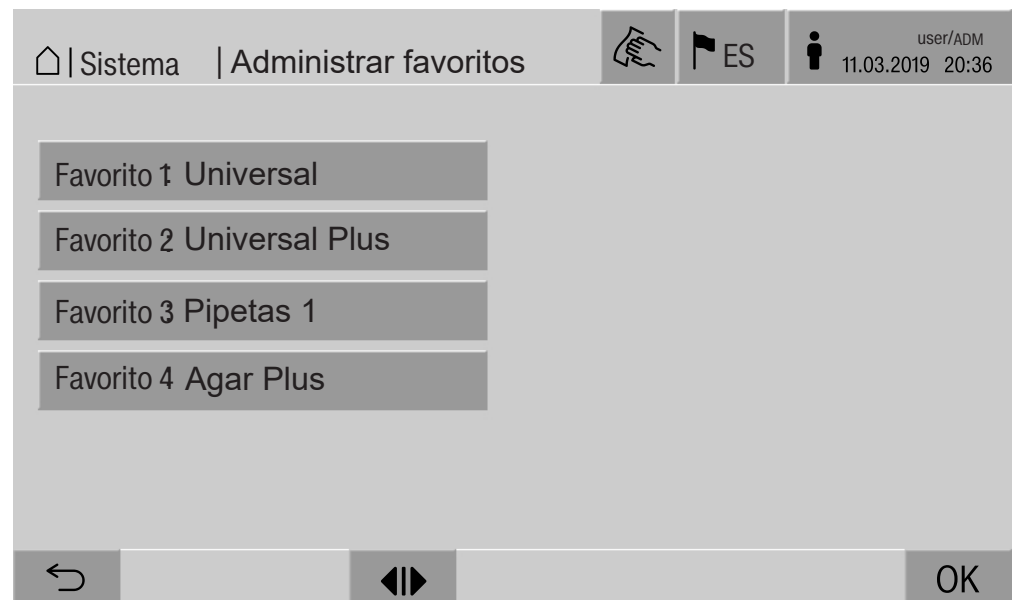 | Sistema | Administrar favoritos
ES
user/ADM
11.03.2019 20:36
Favorito 1: Universal
Favorito 2: Universal Plus
Favorito 3: Pipetas 1
Favorito 4 Agar Plus
OK